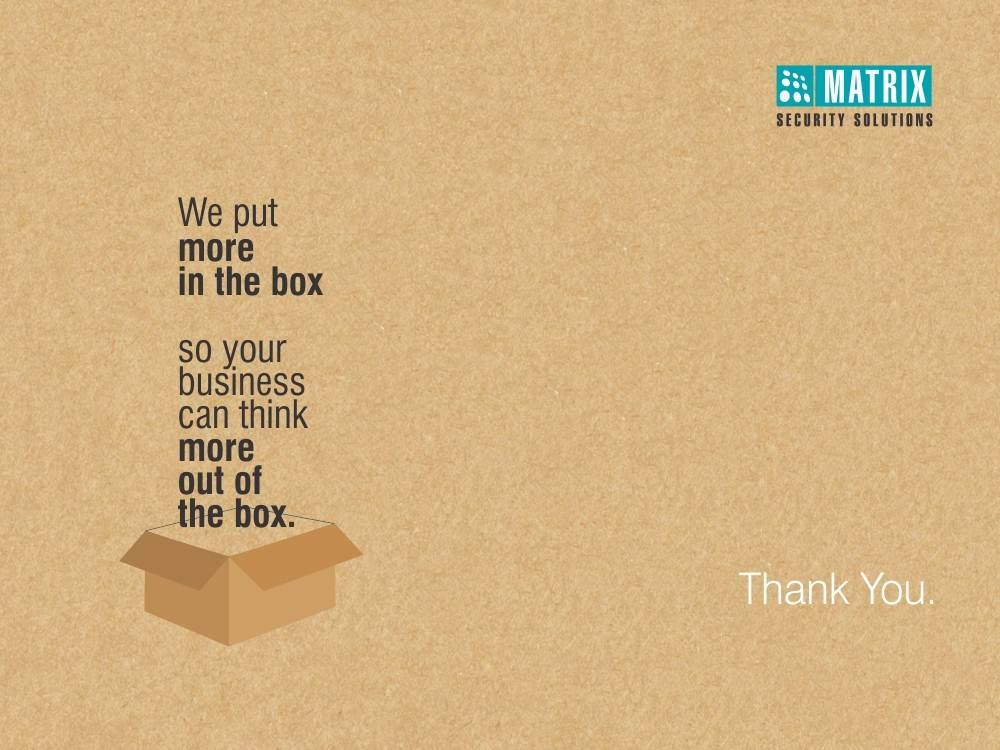 MATRIX
SECURITY SOLUTIONS
We put
more
in the box
so your
business
can think
more
out of
the box.
Thank You.